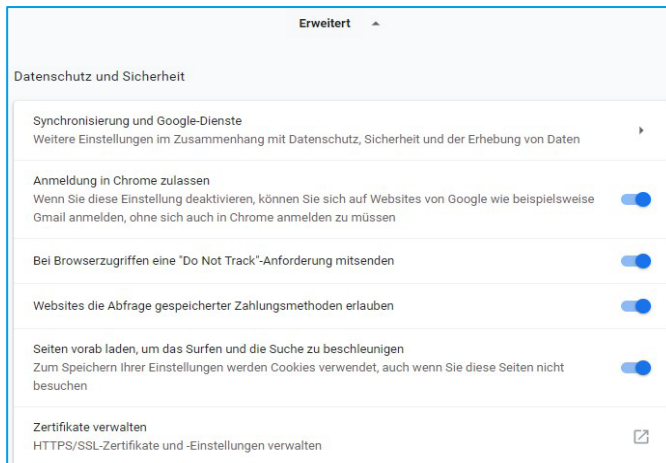 Erweitert
Datenschutz und Sicherheit
Synchronisierung und Google-Dienste
Weitere Einstellungen im Zusammenhang mit Datenschutz, Sicherheit und der Erhebung von Daten
Anmeldung in Chrome zulassen
Wenn Sie diese Einstellung deaktivieren, können Sie sich auf Websites von Google wie beispielsweise
Gmail anmelden, ohne sich auch in Chrome anmelden zu müssen
Bei Browserzugriffen eine "Do Not Track"-Anforderung mitsenden
Websites die Abfrage gespeicherter Zahlungsmethoden erlauben
Seiten vorab laden, um das Surfen und die Suche zu beschleunigen
Zum Speichern Ihrer Einstellungen werden Cookies verwendet, auch wenn Sie diese Seiten nicht
besuchen
Zertifikate verwalten
HTTPS/SSL-Zertifikate und -Einstellungen verwalten